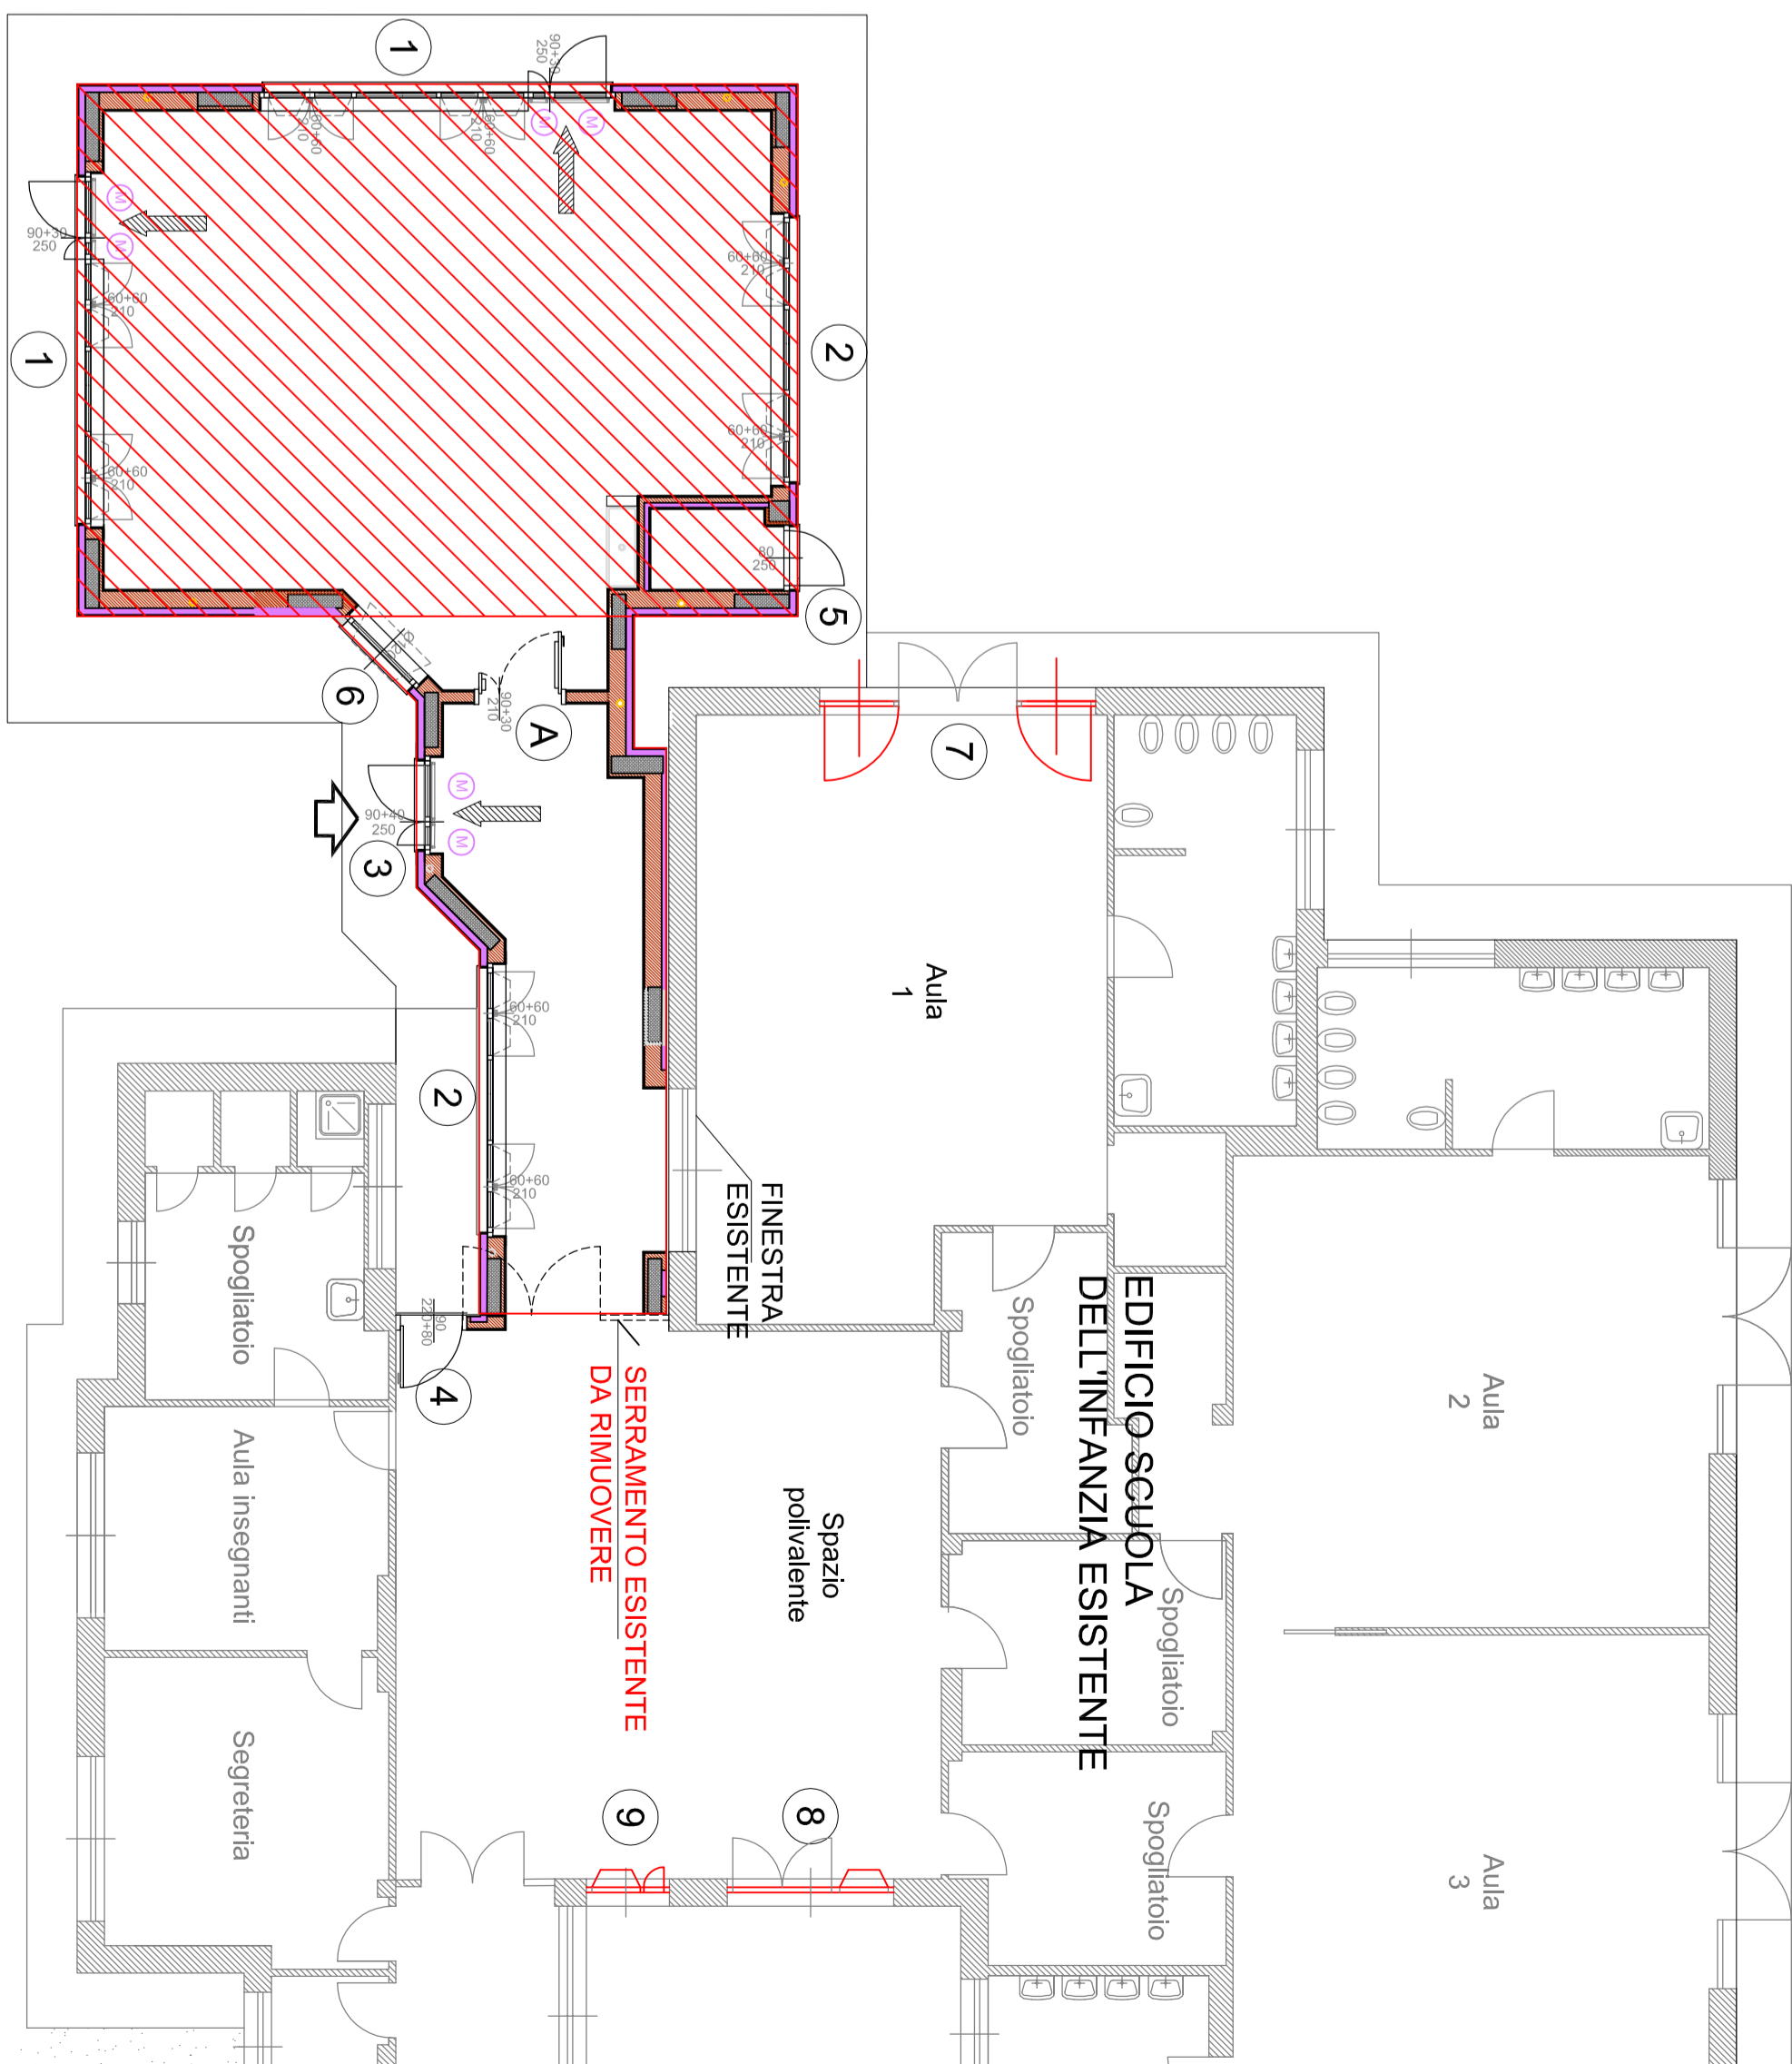 1
90+30
250
M
M
60+60
210
60+60
210
M
M
90+30
250
60+60
210
60+60
210
1
60+60
210
60+60
210
2
80
250
5
6
90+30
210
A
7
M
M
90+40
250
3
Aula
1
60+60
210
60+60
210
2
FINESTRA
ESISTENTE
90
220+80
4
SERRAMENTO ESISTENTE
DA RIMUOVERE
EDIFICIO SCUOLA
DELL'INFANZIA ESISTENTE
Spogliatoio
Spogliatoio
Aula
2
Aula insegnanti
Spazio
polivalente
Spogliatoio
Segreteria
9
8
Spogliatoio
Aula
3